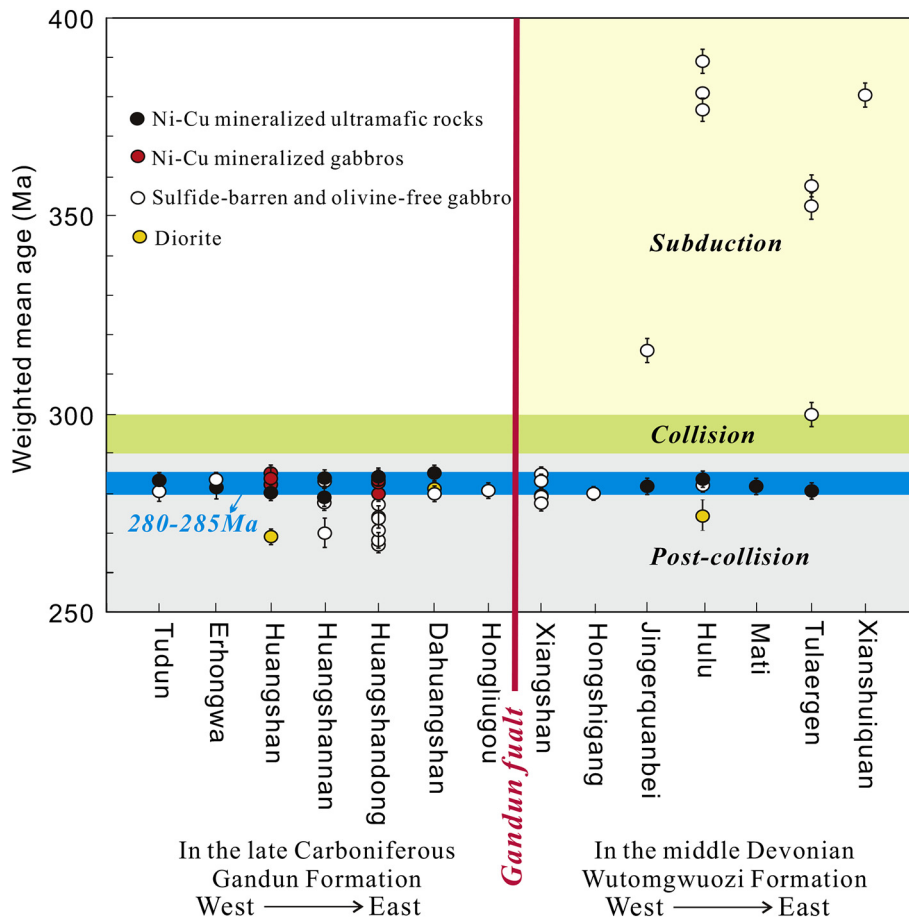 400
350
300
250
Weighted mean age (Ma)
Ni-Cu mineralized ultramafic rocks
Ni-Cu mineralized gabbros
Sulfide-barren and olivine-free gabbro
Diorite
Subduction
Collision
280-285Ma
Post-collision
Tudun
Erhongwa
Huangshan
Huangshannan
Huangshandong
Dahuangshan
Hongliugou
Gandun fualt
Xiangshan
Hongshigang
Jingerquanbei
Hulu
Mati
Tulaergen
Xianshuiquan
In the late Carboniferous
Gandun Formation
West East
In the middle Devonian
Wutomgwuozi Formation
West East